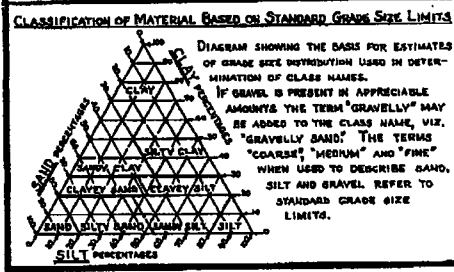 CLASSIFICATION OF MATERIAL BASED ON STANDARD GRADE SIZE LIMITS
DIAGRAM SHOWING THE BASIS FOR ESTIMATES
OF GRADE SIZE DISTRIBUTION USED IN DETER-
MINATION OF CLASS NAMES.
IF GRAVEL IS PRESENT IN APPRECIABLE
AMOUNTS THE TERM "GRAVELLY" MAY
BE ADDED TO THE CLASS NAME, VIZ.
"GRAVELLY SAND." THE TERMS
"COARSE", "MEDIUM" AND "FINE"
WHEN USED TO DESCRIBE SAND,
SILT AND GRAVEL REFER TO
STANDARD GRADE SIZE
LIMITS.
100
CLAY PERCENTAGES
SAND PERCENTAGES
CLAY
SILTY CLAY
SANDY CLAY
CLAYEY SAND CLAYEY SILT
SAND SILTY SAND SANDY SILT SILT
SILT PERCENTAGES